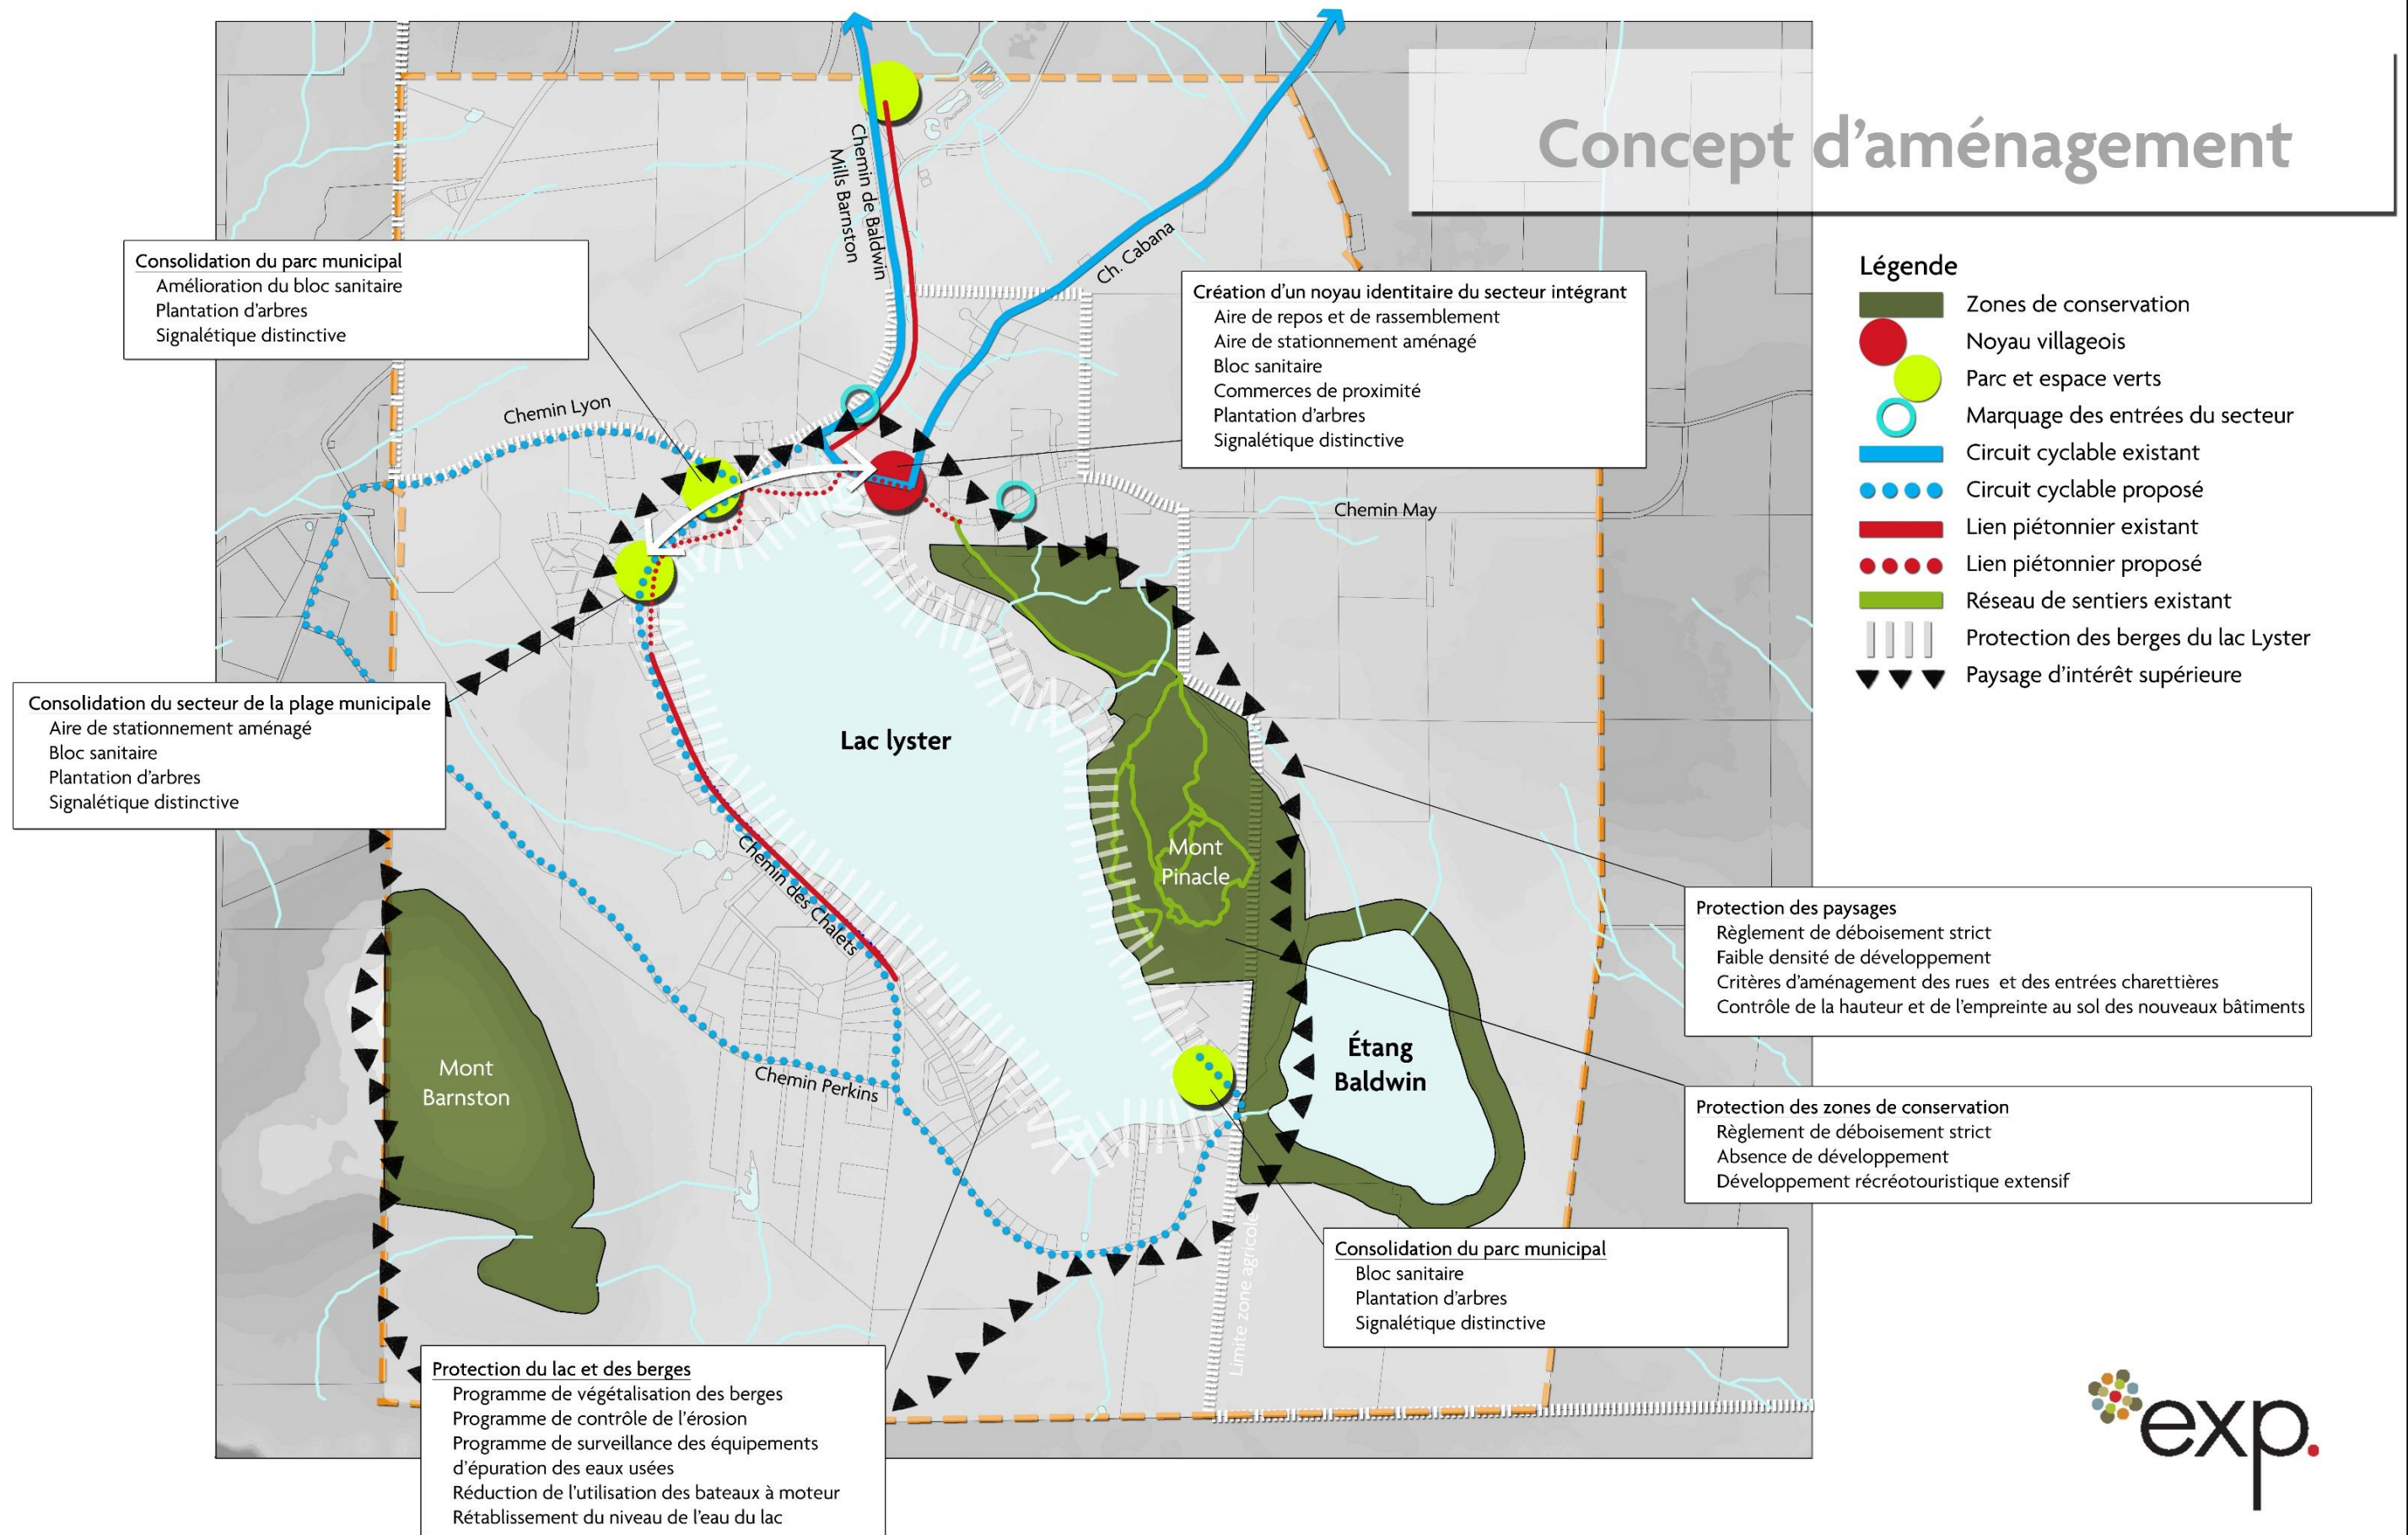 Concept d'aménagement
Chemin de Baldwin
Mills Barnston
Ch. Cabana
Consolidation du parc municipal
Amélioration du bloc sanitaire
Plantation d'arbres
Signalétique distinctive
Création d'un noyau identitaire du secteur intégrant
Aire de repos et de rassemblement
Aire de stationnement aménagé
Bloc sanitaire
Commerces de proximité
Plantation d'arbres
Signalétique distinctive
Légende
Zones de conservation
Noyau villageois
Parc et espace verts
Marquage des entrées du secteur
Circuit cyclable existant
Circuit cyclable proposé
Lien piétonnier existant
Lien piétonnier proposé
Réseau de sentiers existant
Protection des berges du lac Lyster
Paysage d'intérêt supérieure
Chemin Lyon
Chemin May
Consolidation du secteur de la plage municipale
Aire de stationnement aménagé
Bloc sanitaire
Plantation d'arbres
Signalétique distinctive
Lac lyster
Mont
Pinacle
Chemin des Chalets
Protection des paysages
Règlement de déboisement strict
Faible densité de développement
Critères d'aménagement des rues et des entrées charettières
Contrôle de la hauteur et de l'empreinte au sol des nouveaux bâtiments
Mont
Barnston
Chemin Perkins
Étang
Baldwin
Protection des zones de conservation
Règlement de déboisement strict
Absence de développement
Développement récréotouristique extensif
Limite zone agricole
Consolidation du parc municipal
Bloc sanitaire
Plantation d'arbres
Signalétique distinctive
Protection du lac et des berges
Programme de végétalisation des berges
Programme de contrôle de l'érosion
Programme de surveillance des équipements
d'épuration des eaux usées
Réduction de l'utilisation des bateaux à moteur
Rétablissement du niveau de l'eau du lac
exp.